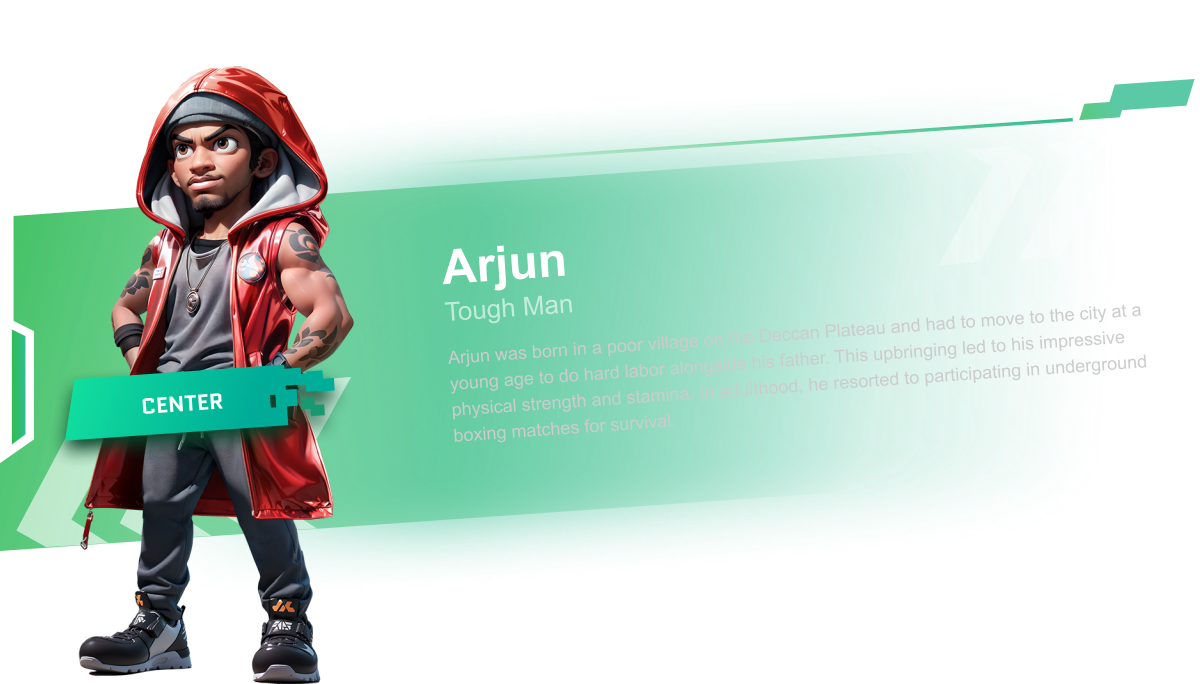 Arjun
Tough Man
Arjun was born in a poor village on the Deccan Plateau and had to move to the city at a
young age to do hard labor alongside his father. This upbringing led to his impressive
physical strength and stamina. In adulthood, he resorted to participating in underground
boxing matches for survival.
CENTER